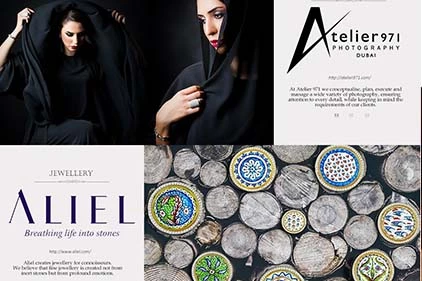 Atelier971
PHOTOGRAPHY
DUBAI
http://atelier971.com/
At Atelier 971 we conceptualise, plan, execute and
manage a wide variety of photography, ensuring
attention to every detail, while keeping in mind the
requirements of our clients.
JEWELLERY
ALIEL
Breathing life into stones
http://www.aliel.com/
Aliel creates jewellery for connoisseurs.
We believe that fine jewellery is created not from
inert stones but from profound emotions.